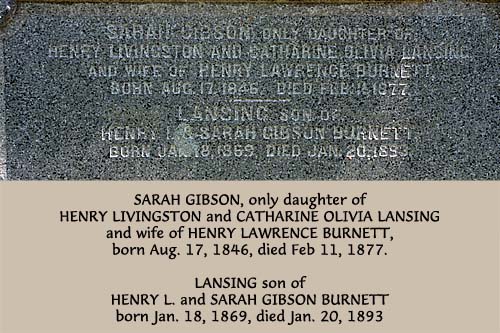 SARAH GIBSON, ONLY DAUGHTER OF
HENRY LIVINGSTON AND CATHARINE OLIVIA LANSING
AND WIFE OF HENRY LAWRENCE BURNETT,
BORN AUG. 17, 1846, DIED FEB. 11, 1877.
LANSING SON OF
HENRY L. & SARAH GIBSON BURNETT
BORN JAN. 18, 1869, DIED JAN. 20, 1893
SARAH GIBSON, only daughter of
HENRY LIVINGSTON and CATHARINE OLIVIA LANSING
and wife of HENRY LAWRENCE BURNETT,
born Aug. 17, 1846, died Feb 11, 1877.
LANSING son of
HENRY L. and SARAH GIBSON BURNETT
born Jan. 18, 1869, died Jan. 20, 1893